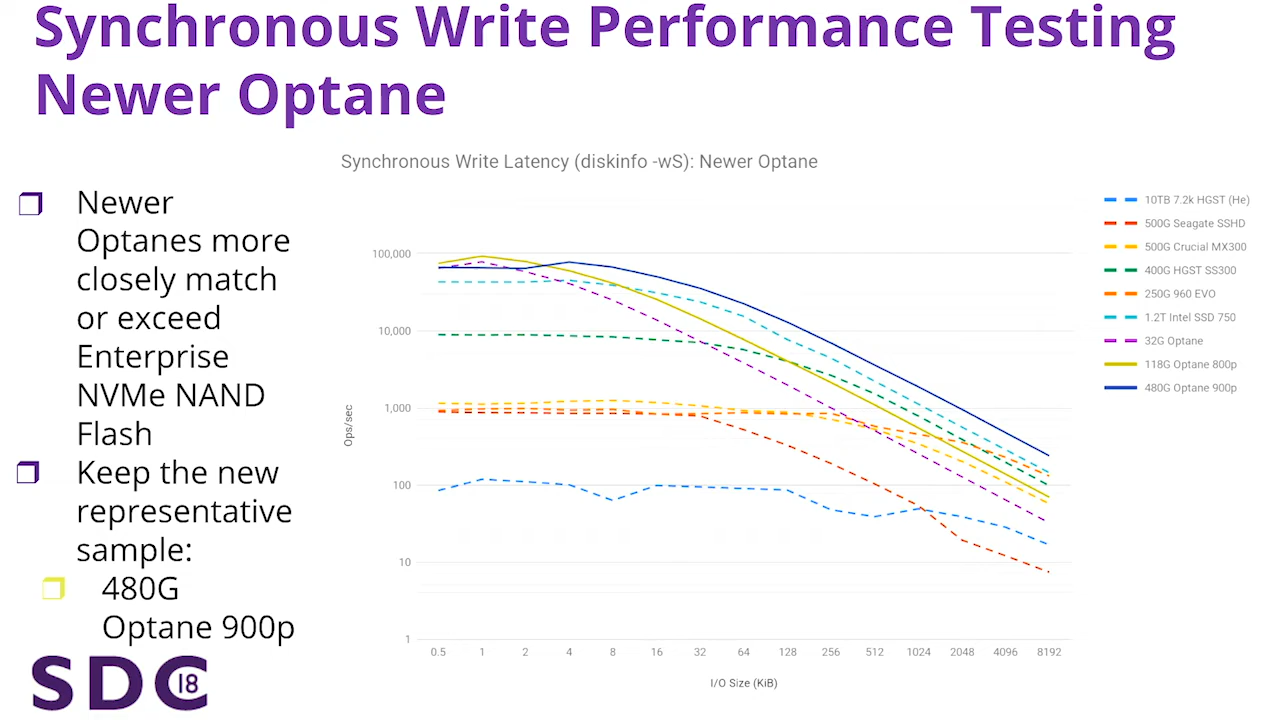 Synchronous Write Performance Testing
Newer Optane
Synchronous Write Latency (diskinfo -wS): Newer Optane
Newer
Optanes more
closely match
or exceed
Enterprise
NVMe NAND
Flash
Keep the new
representative
sample:
480G
Optane 900p
SDC 18
Ops/sec
100,000
10,000
1,000
100
10
1
0.5 1 2 4 8 16 32 64 128 256 512 1024 2048 4096 8192
I/O Size (KiB)
10TB 7.2k HGST (He)
500G Seagate SSHD
500G Crucial MX300
400G HGST SS300
250G 960 EVO
1.2T Intel SSD 750
32G Optane
118G Optane 800p
480G Optane 900p